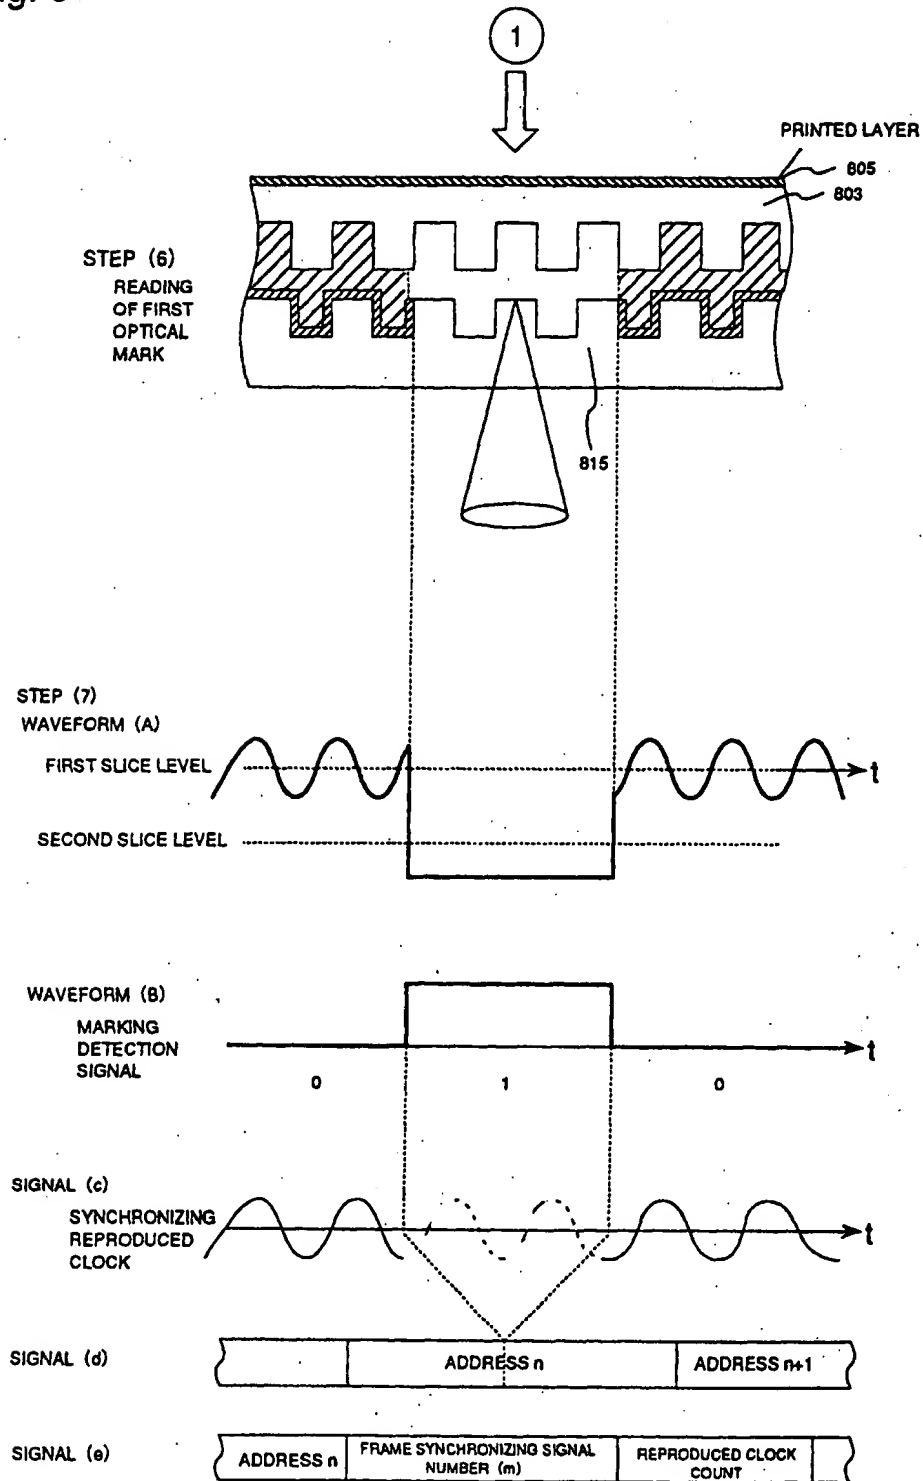 1
PRINTED LAYER
805
803
STEP (6)
READING
OF FIRST
OPTICAL
MARK
815
STEP (7)
WAVEFORM (A)
FIRST SLICE LEVEL
t
SECOND SLICE LEVEL
WAVEFORM (B)
MARKING
DETECTION
SIGNAL
t
0
1
0
SIGNAL (c)
SYNCHRONIZING
REPRODUCED
CLOCK
t
SIGNAL (d)
ADDRESS n
ADDRESS n+1
SIGNAL (e)
ADDRESS n
FRAME SYNCHRONIZING SIGNAL
NUMBER (m)
REPRODUCED CLOCK
COUNT